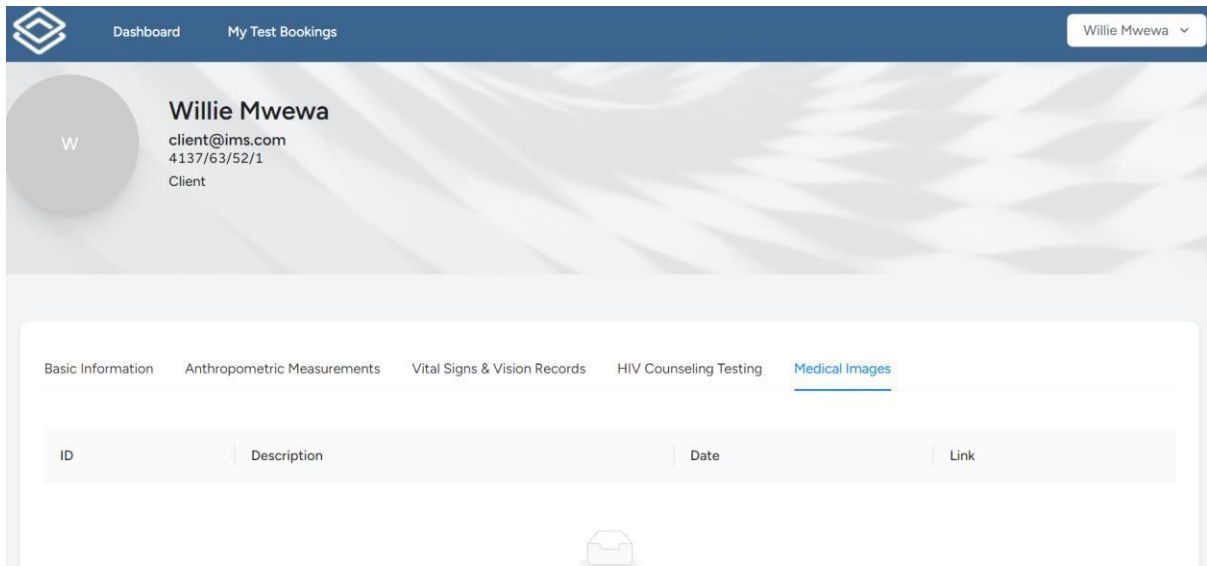 Dashboard My Test Bookings Willie Mwewa
W
Willie Mwewa
client@ims.com
4137/63/52/1
Client
Basic Information Anthropometric Measurements Vital Signs & Vision Records HIV Counseling Testing Medical Images
ID Description Date Link